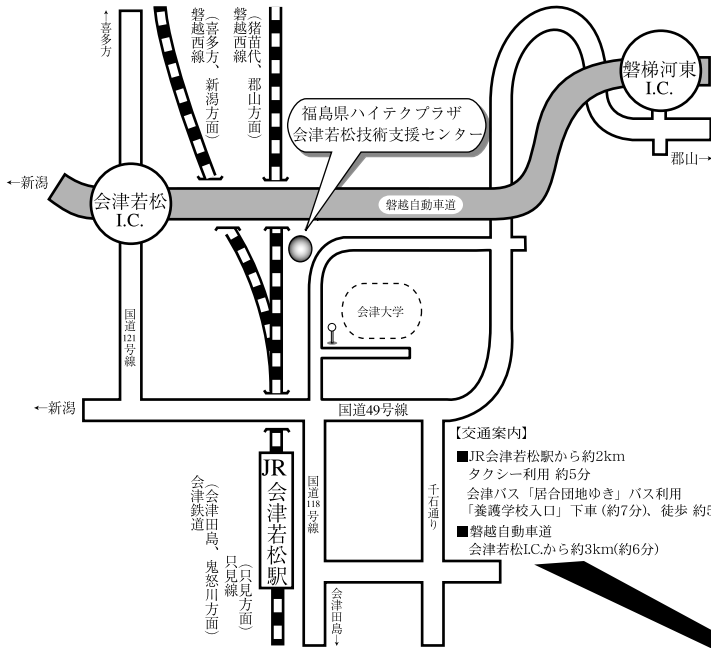 ←喜多方
磐越西線
(喜多方、新潟方面)
磐越西線
(猪苗代、郡山方面)
福島県ハイテクプラザ
会津若松技術支援センター
磐梯河東
I.C.
郡山→
←新潟
会津若松
I.C.
磐越自動車道
会津大学
国道121号線
←新潟
国道49号線
【交通案内】
■JR会津若松駅から約2km
タクシー利用 約5分
会津バス「居合団地ゆき」バス利用
「養護学校入口」下車(約7分)、徒歩 約5
■磐越自動車道
会津若松I.C.から約3km(約6分)
JR会津若松駅
国道118号線
千石通り
会津鉄道
(会津田島、鬼怒川方面)
只見線
(只見方面)
会津田島→